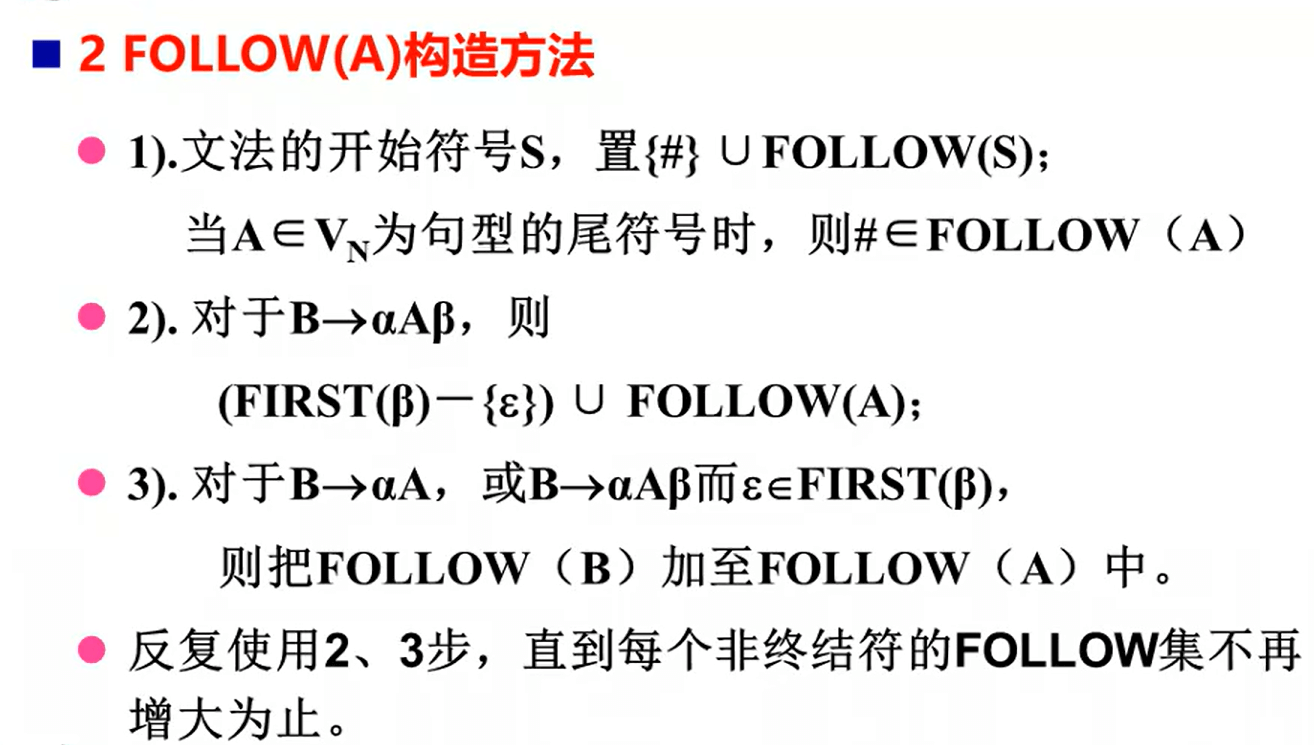 2 FOLLOW(A)构造方法
1).文法的开始符号S，置{#} ∪ FOLLOW(S)；
当A∈VN为句型的尾符号时，则#∈FOLLOW（A）
2). 对于B→αAβ，则
(FIRST(β)－{ε}) ∪ FOLLOW(A)；
3). 对于B→αA，或B→αAβ而ε∈FIRST(β)，
则把FOLLOW（B）加至FOLLOW（A）中。
反复使用2、3步，直到每个非终结符的FOLLOW集不再
增大为止。